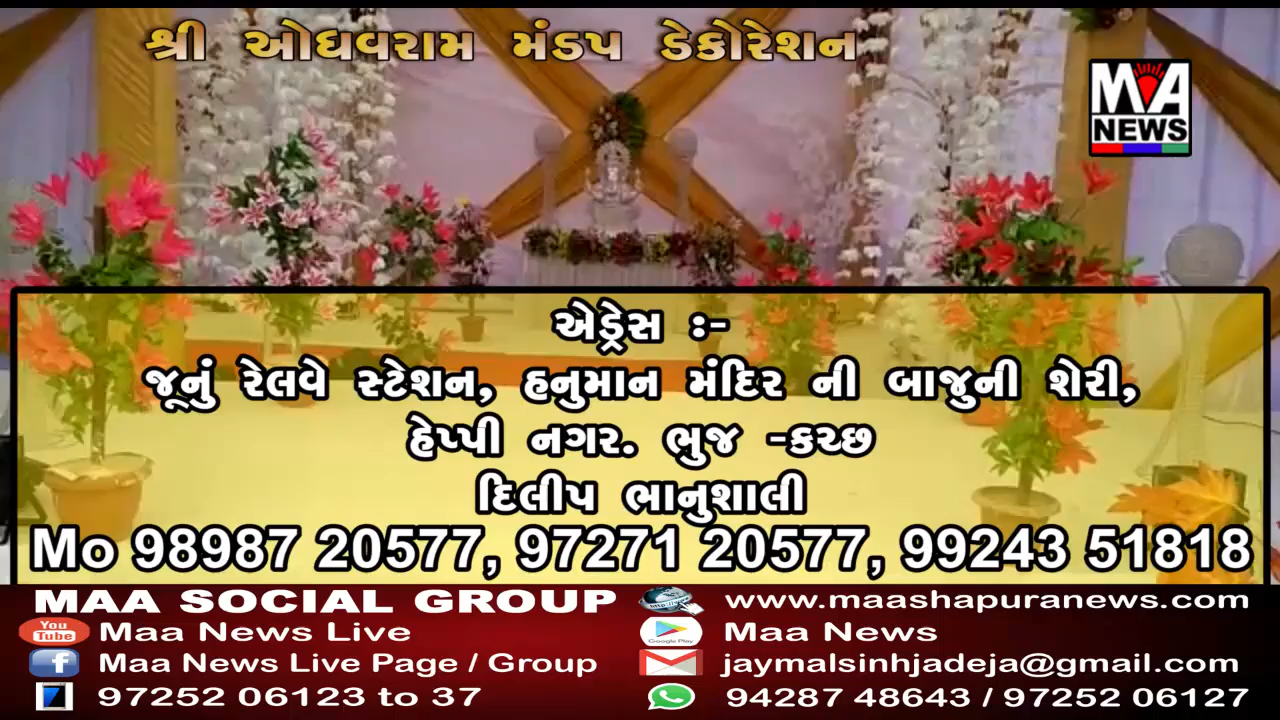 શ્રી ઓધવરામ મંડપ ડેકોરેશન
MAA
NEWS
એડ્રેસ :-
જૂનું રેલવે સ્ટેશન, હનુમાન મંદિર ની બાજુની શેરી,
હેપ્પી નગર. ભુજ -કચ્છ
દિલીપ ભાનુશાલી
Mo 98987 20577, 97271 20577, 99243 51818
MAA SOCIAL GROUP
http://www.
www.maashapuranews.com
You Tube Maa News Live
Google Play Maa News
f Maa News Live Page / Group
jaymalsinhjadeja@gmail.com
97252 06123 to 37
94287 48643 / 97252 06127